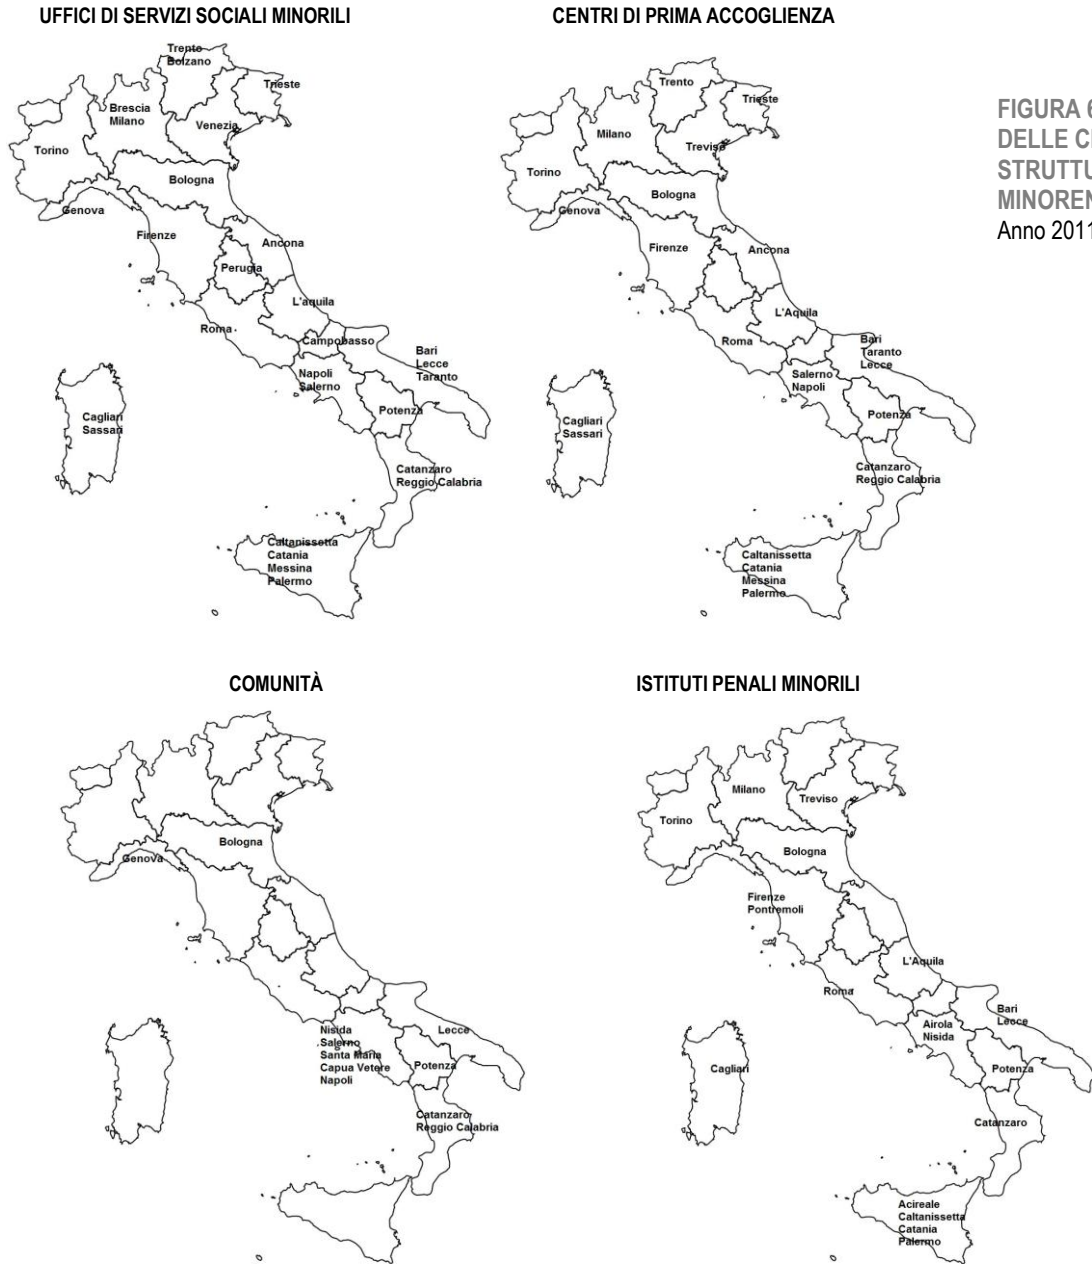 UFFICI DI SERVIZI SOCIALI MINORILI
Trento
Bolzano
Trieste
Brescia
Milano
Venezia
Torino
Bologna
Genova
Firenze
Ancona
Perugia
L'aquila
Roma
Campobasso
Bari
Lecce
Taranto
Napoli
Salerno
Potenza
Cagliari
Sassari
Catanzaro
Reggio Calabria
Caltanissetta
Catania
Messina
Palermo
CENTRI DI PRIMA ACCOGLIENZA
Trento
Trieste
Milano
Treviso
Torino
Bologna
Genova
Firenze
Ancona
L'Aquila
Roma
Bari
Taranto
Lecce
Salerno
Napoli
Potenza
Cagliari
Sassari
Catanzaro
Reggio Calabria
Caltanissetta
Catania
Messina
Palermo
FIGURA 6
DELLE
STRUTTU
MINOREN
Anno 2011
COMUNITÀ
Bologna
GenoVa
Lecce
Nisida
Salerno
Santa Maria
Capua Vetere
Napoli
Potenza
Catanzaro
Reggio Calabria
ISTITUTI PENALI MINORILI
Milano
Treviso
Torino
Bologna
Firenze
Pontremoli
L'Aquila
Roma
Bari
Lecce
Airola
Nisida
Potenza
Cagliari
Catanzaro
Acireale
Caltanissetta
Catania
Palermo